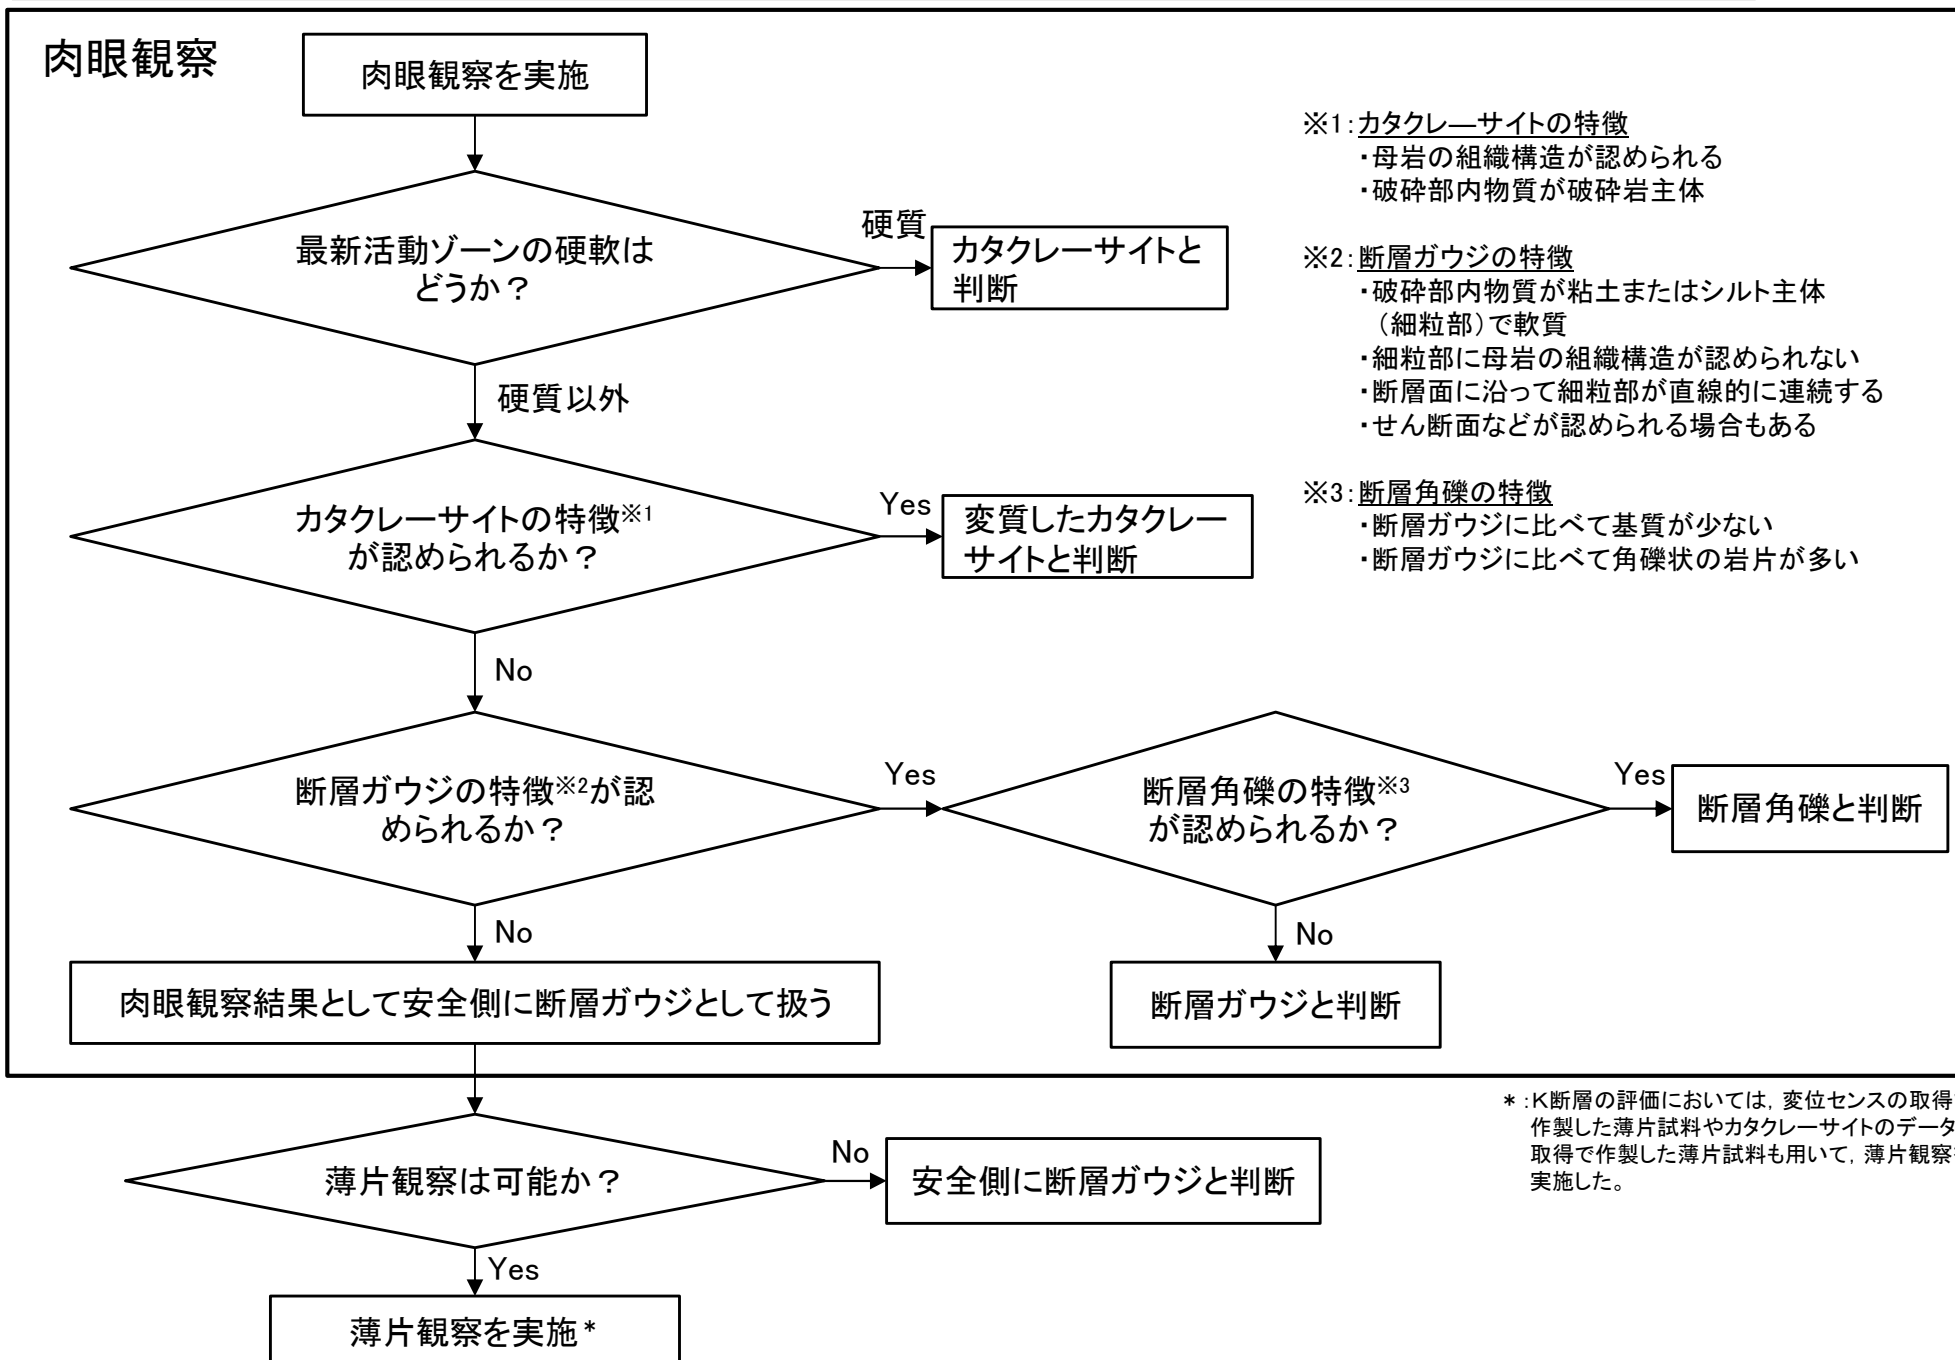 肉眼観察
肉眼観察を実施
最新活動ゾーンの硬軟は
どうか？
硬質
カタクレーサイトと
判断
硬質以外
カタクレーサイトの特徴※1
が認められるか？
Yes
変質したカタクレー
サイトと判断
No
断層ガウジの特徴※2が認
められるか？
Yes
断層角礫の特徴※3
が認められるか？
Yes
断層角礫と判断
No
No
肉眼観察結果として安全側に断層ガウジとして扱う
断層ガウジと判断
※1：カタクレ―サイトの特徴
・母岩の組織構造が認められる
・破砕部内物質が破砕岩主体
※2：断層ガウジの特徴
・破砕部内物質が粘土またはシルト主体
（細粒部）で軟質
・細粒部に母岩の組織構造が認められない
・断層面に沿って細粒部が直線的に連続する
・せん断面などが認められる場合もある
※3：断層角礫の特徴
・断層ガウジに比べて基質が少ない
・断層ガウジに比べて角礫状の岩片が多い
薄片観察は可能か？
No
安全側に断層ガウジと判断
Yes
薄片観察を実施*
*：K断層の評価においては，変位センスの取得
作製した薄片試料やカタクレーサイトのデータ
取得で作製した薄片試料も用いて，薄片観察
実施した。